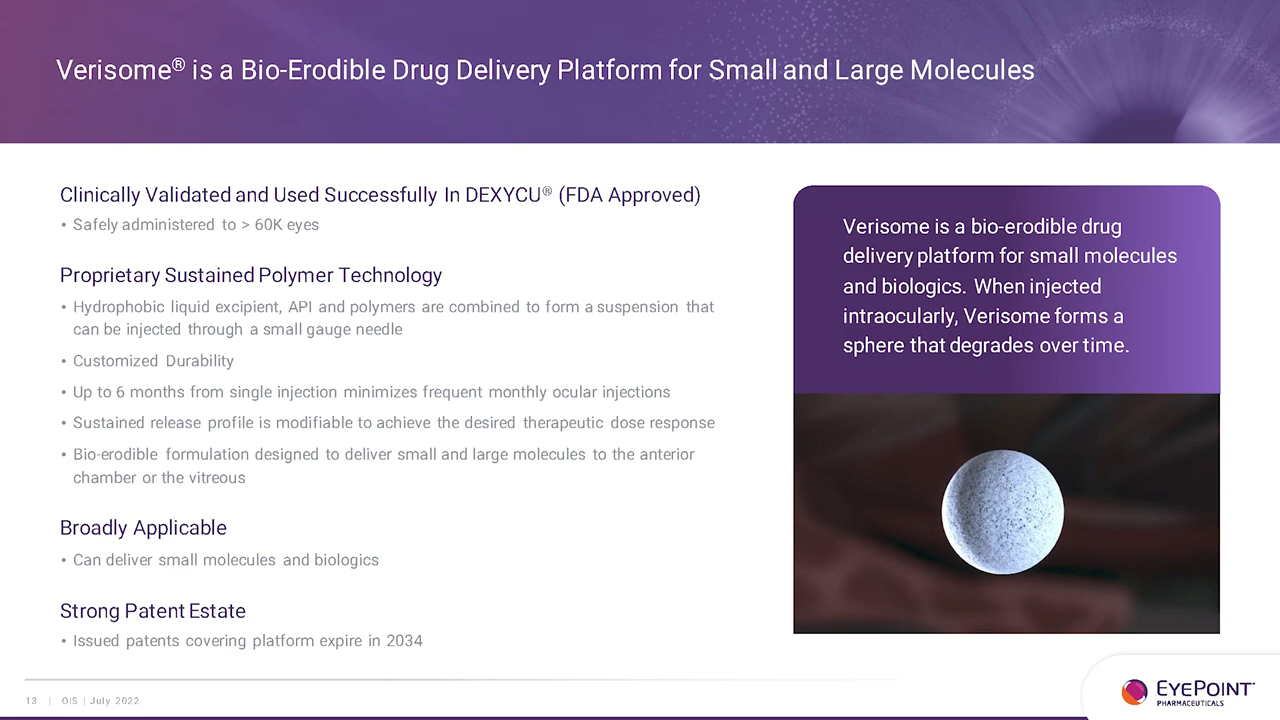 Verisome® is a Bio-Erodible Drug Delivery Platform for Small and Large Molecules
Clinically Validated and Used Successfully In DEXYCU® (FDA Approved)
• Safely administered to > 60K eyes
Proprietary Sustained Polymer Technology
• Hydrophobic liquid excipient, API and polymers are combined to form a suspension that
can be injected through a small gauge needle
• Customized Durability
• Up to 6 months from single injection minimizes frequent monthly ocular injections
• Sustained release profile is modifiable to achieve the desired therapeutic dose response
• Bio-erodible formulation designed to deliver small and large molecules to the anterior
chamber or the vitreous
Broadly Applicable
• Can deliver small molecules and biologics
Strong Patent Estate
• Issued patents covering platform expire in 2034
Verisome is a bio-erodible drug
delivery platform for small molecules
and biologics. When injected
intraocularly, Verisome forms a
sphere that degrades over time.
13 | OIS | July 2022
EYEPOINT
PHARMACEUTICALS